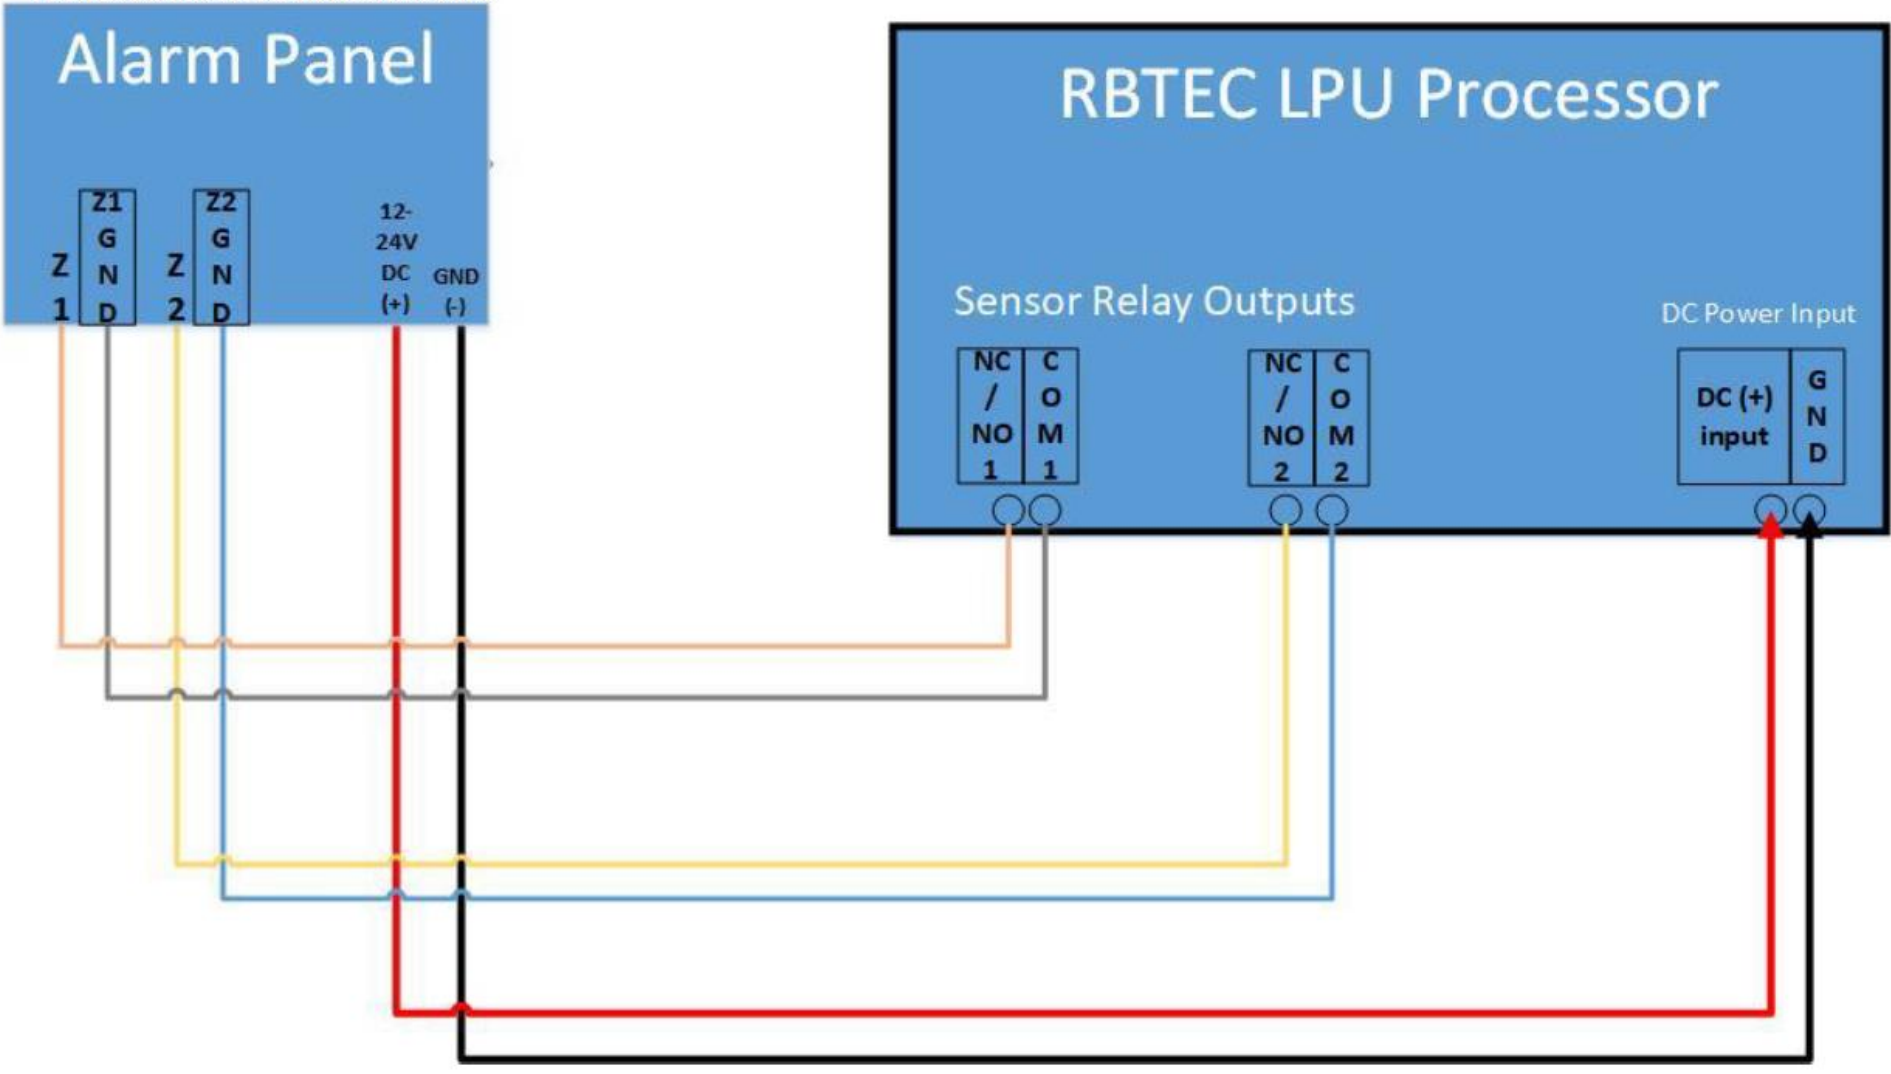 Alarm Panel
Z
1
Z1
G
N
D
Z
2
Z2
G
N
D
12-
24V
DC
(+)
GND
(-)
RBTEC LPU Processor
Sensor Relay Outputs
NC
/
NO
1
C
O
M
1
NC
/
NO
2
C
O
M
2
DC Power Input
DC (+)
input
G
N
D